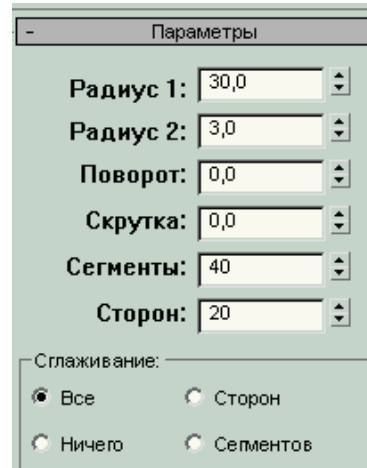 - Параметры
Радиус 1: 30,0
Радиус 2: 3,0
Поворот: 0,0
Скрутка: 0,0
Сегменты: 40
Сторон: 20
Сглаживание:
Все Сторон
Ничего Сегментов